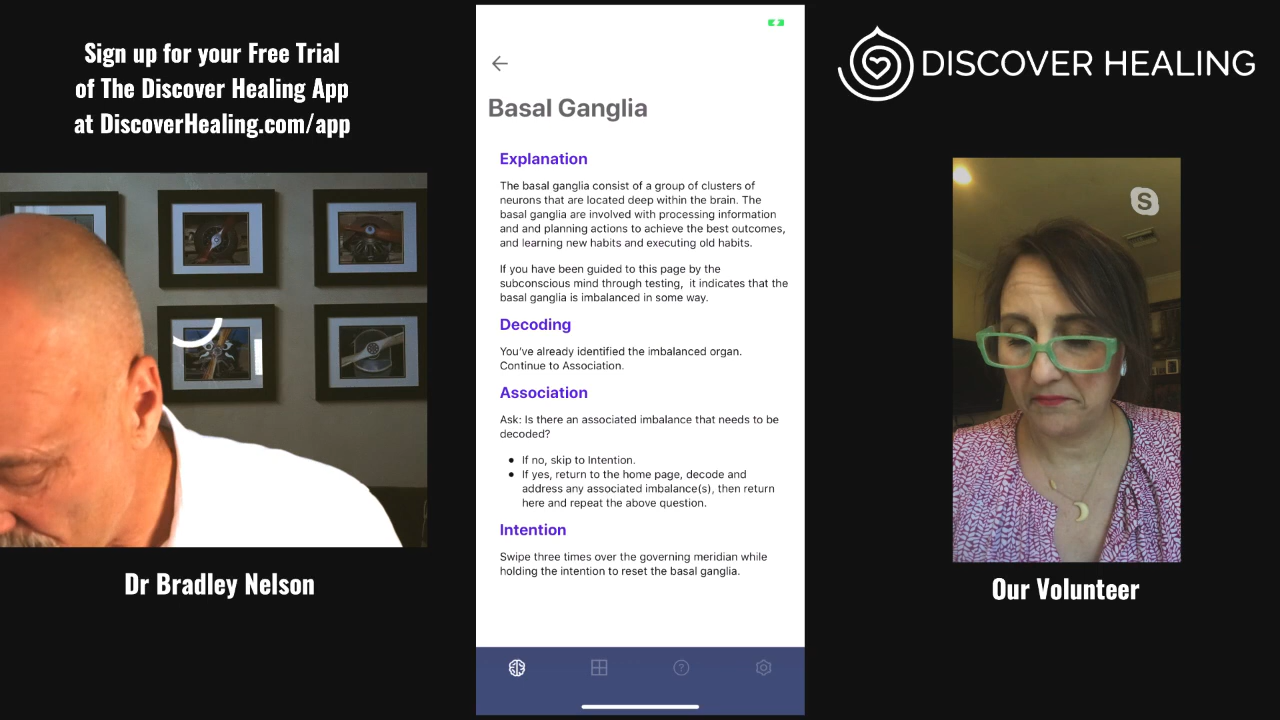 Sign up for your Free Trial
of The Discover Healing App
at DiscoverHealing.com/app
Dr Bradley Nelson
Basal Ganglia
Explanation
The basal ganglia consist of a group of clusters of
neurons that are located deep within the brain. The
basal ganglia are involved with processing information
and and planning actions to achieve the best outcomes,
and learning new habits and executing old habits.
If you have been guided to this page by the
subconscious mind through testing,  it indicates that the
basal ganglia is imbalanced in some way.
Decoding
You've already identified the imbalanced organ.
Continue to Association.
Association
Ask: Is there an associated imbalance that needs to be
decoded?
• If no, skip to Intention.
• If yes, return to the home page, decode and
address any associated imbalance(s), then return
here and repeat the above question.
Intention
Swipe three times over the governing meridian while
holding the intention to reset the basal ganglia.
?
DISCOVER HEALING
S
Our Volunteer